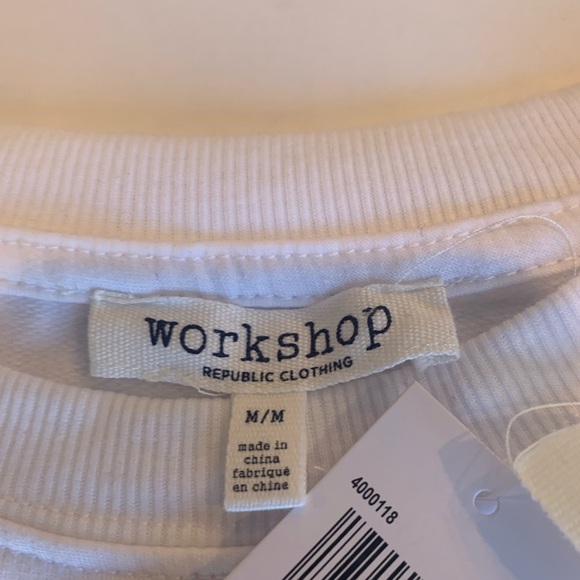 workshop
REPUBLIC CLOTHING
M/M
made in
china
fabriqué
en chine
4000118